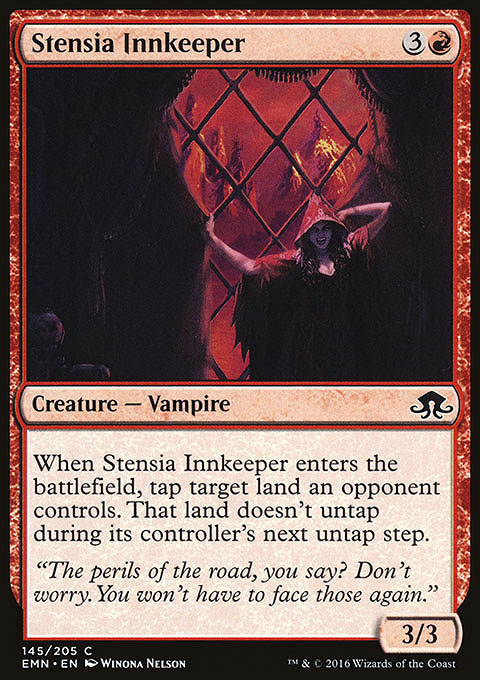 Stensia Innkeeper 3
Creature — Vampire
When Stensia Innkeeper enters the
battlefield, tap target land an opponent
controls. That land doesn't untap
during its controller's next untap step.
"The perils of the road, you say? Don't
worry. You won't have to face those again."
3/3
145/205 C
EMN • EN Winona Nelson
™ & © 2016 Wizards of the Coast